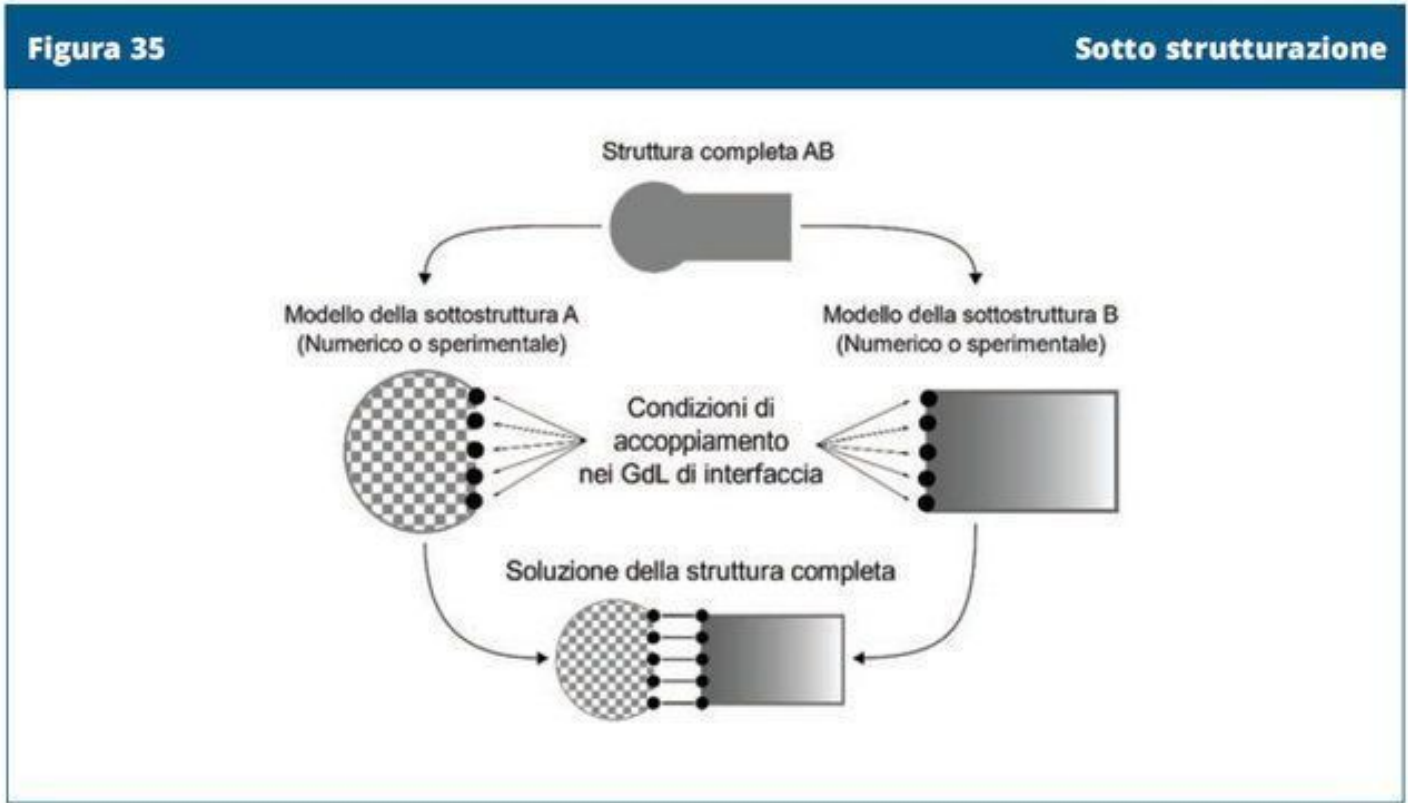 Figura 35
Sotto strutturazione
Struttura completa AB
Modello della sottostruttura A
(Numerico o sperimentale)
Modello della sottostruttura B
(Numerico o sperimentale)
Condizioni di
accoppiamento
nei GdL di interfaccia
Soluzione della struttura completa